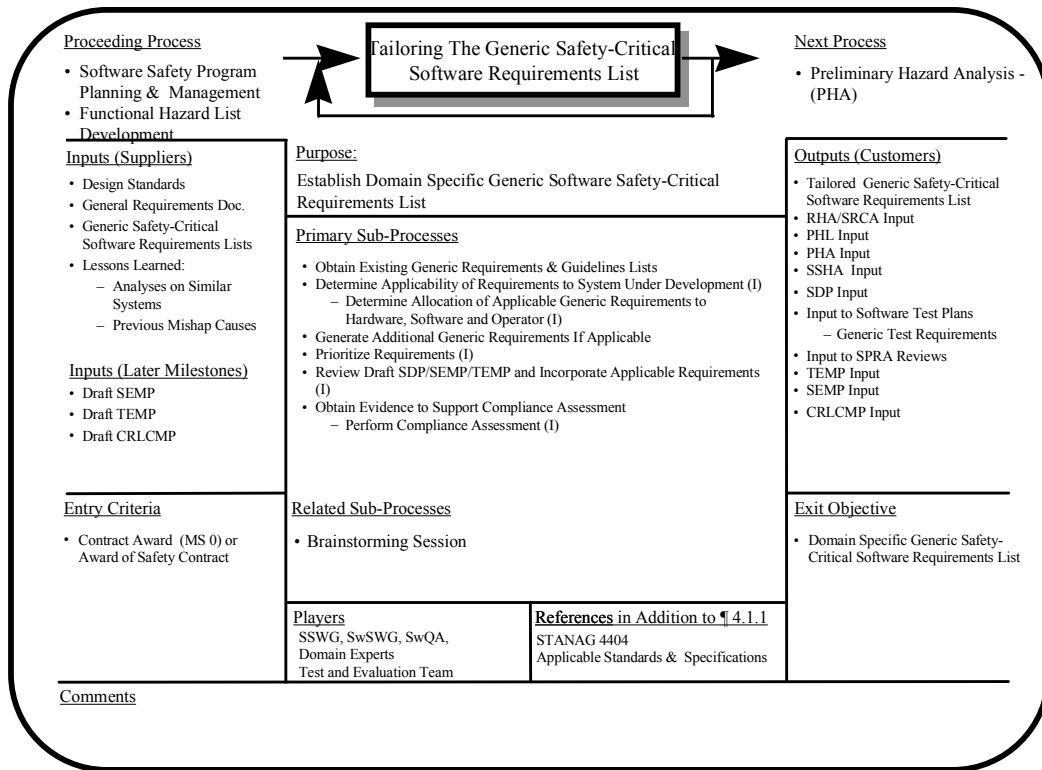 Proceeding Process
• Software Safety Program
Planning & Management
• Functional Hazard List
Development
Tailoring The Generic Safety-Critical
Software Requirements List
Next Process
• Preliminary Hazard Analysis -
(PHA)
Inputs (Suppliers)
• Design Standards
• General Requirements Doc.
• Generic Safety-Critical
Software Requirements Lists
• Lessons Learned:
– Analyses on Similar
Systems
– Previous Mishap Causes
Inputs (Later Milestones)
• Draft SEMP
• Draft TEMP
• Draft CRLCMP
Purpose:
Establish Domain Specific Generic Software Safety-Critical
Requirements List
Primary Sub-Processes
• Obtain Existing Generic Requirements & Guidelines Lists
• Determine Applicability of Requirements to System Under Development (I)
– Determine Allocation of Applicable Generic Requirements to
Hardware, Software and Operator (I)
• Generate Additional Generic Requirements If Applicable
• Prioritize Requirements (I)
• Review Draft SDP/SEMP/TEMP and Incorporate Applicable Requirements
(I)
• Obtain Evidence to Support Compliance Assessment
– Perform Compliance Assessment (I)
Outputs (Customers)
• Tailored Generic Safety-Critical
Software Requirements List
• RHA/SRCA Input
• PHL Input
• PHA Input
• SSHA Input
• SDP Input
• Input to Software Test Plans
– Generic Test Requirements
• Input to SPRA Reviews
• TEMP Input
• SEMP Input
• CRLCMP Input
Entry Criteria
• Contract Award (MS 0) or
Award of Safety Contract
Related Sub-Processes
• Brainstorming Session
Exit Objective
• Domain Specific Generic Safety-
Critical Software Requirements List
Players
SSWG, SwSWG, SwQA,
Domain Experts
Test and Evaluation Team
References in Addition to ¶ 4.1.1
STANAG 4404
Applicable Standards & Specifications
Comments